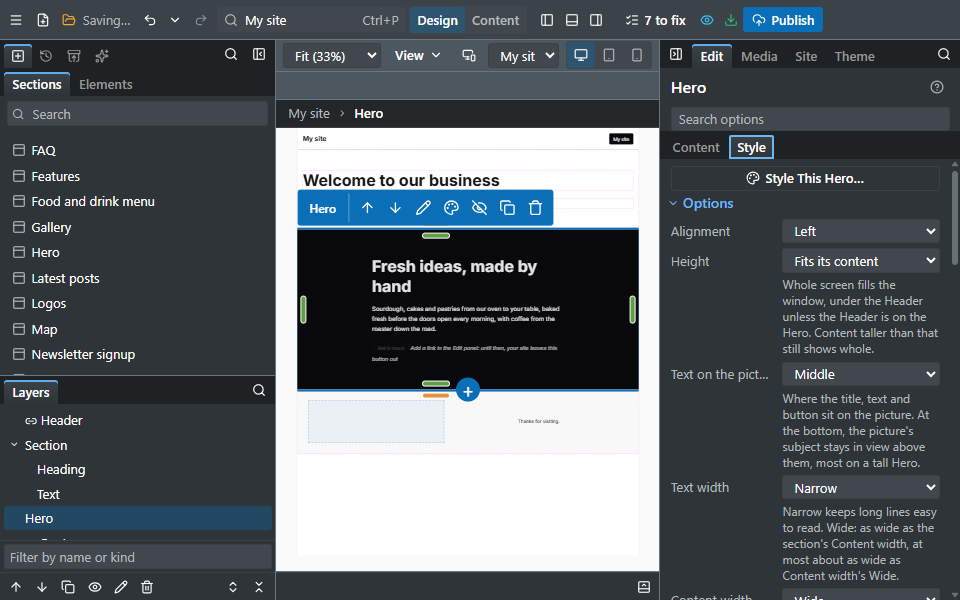 Saving...
My site
Ctrl+P
Design
Content
7 to fix
Publish
Sections
Elements
Search
FAQ
Features
Food and drink menu
Gallery
Hero
Latest posts
Logos
Map
Newsletter signup
Layers
Header
Section
Heading
Text
Hero
Filter by name or kind
Fit (33%)
View
My sit
My site › Hero
My site
My site
Welcome to our business
Hero
Fresh ideas, made by
hand
Sourdough, cakes and pastries from our oven to your table, baked
fresh before the doors open every morning, with coffee from the
roaster down the road.
Add a link in the Edit panel: until then, your site leaves this
button out
Thanks for visiting.
Edit
Media
Site
Theme
Hero
Search options
Content
Style
Style This Hero...
Options
Alignment
Left
Height
Fits its content
Whole screen fills the
window, under the Header
unless the Header is on the
Hero. Content taller than that
still shows whole.
Text on the pict...
Middle
Where the title, text and
button sit on the picture. At
the bottom, the picture's
subject stays in view above
them, most on a tall Hero.
Text width
Narrow
Narrow keeps long lines easy
to read. Wide: as wide as the
section's Content width, at
most about as wide as
Content width's Wide.
Content width
Wide